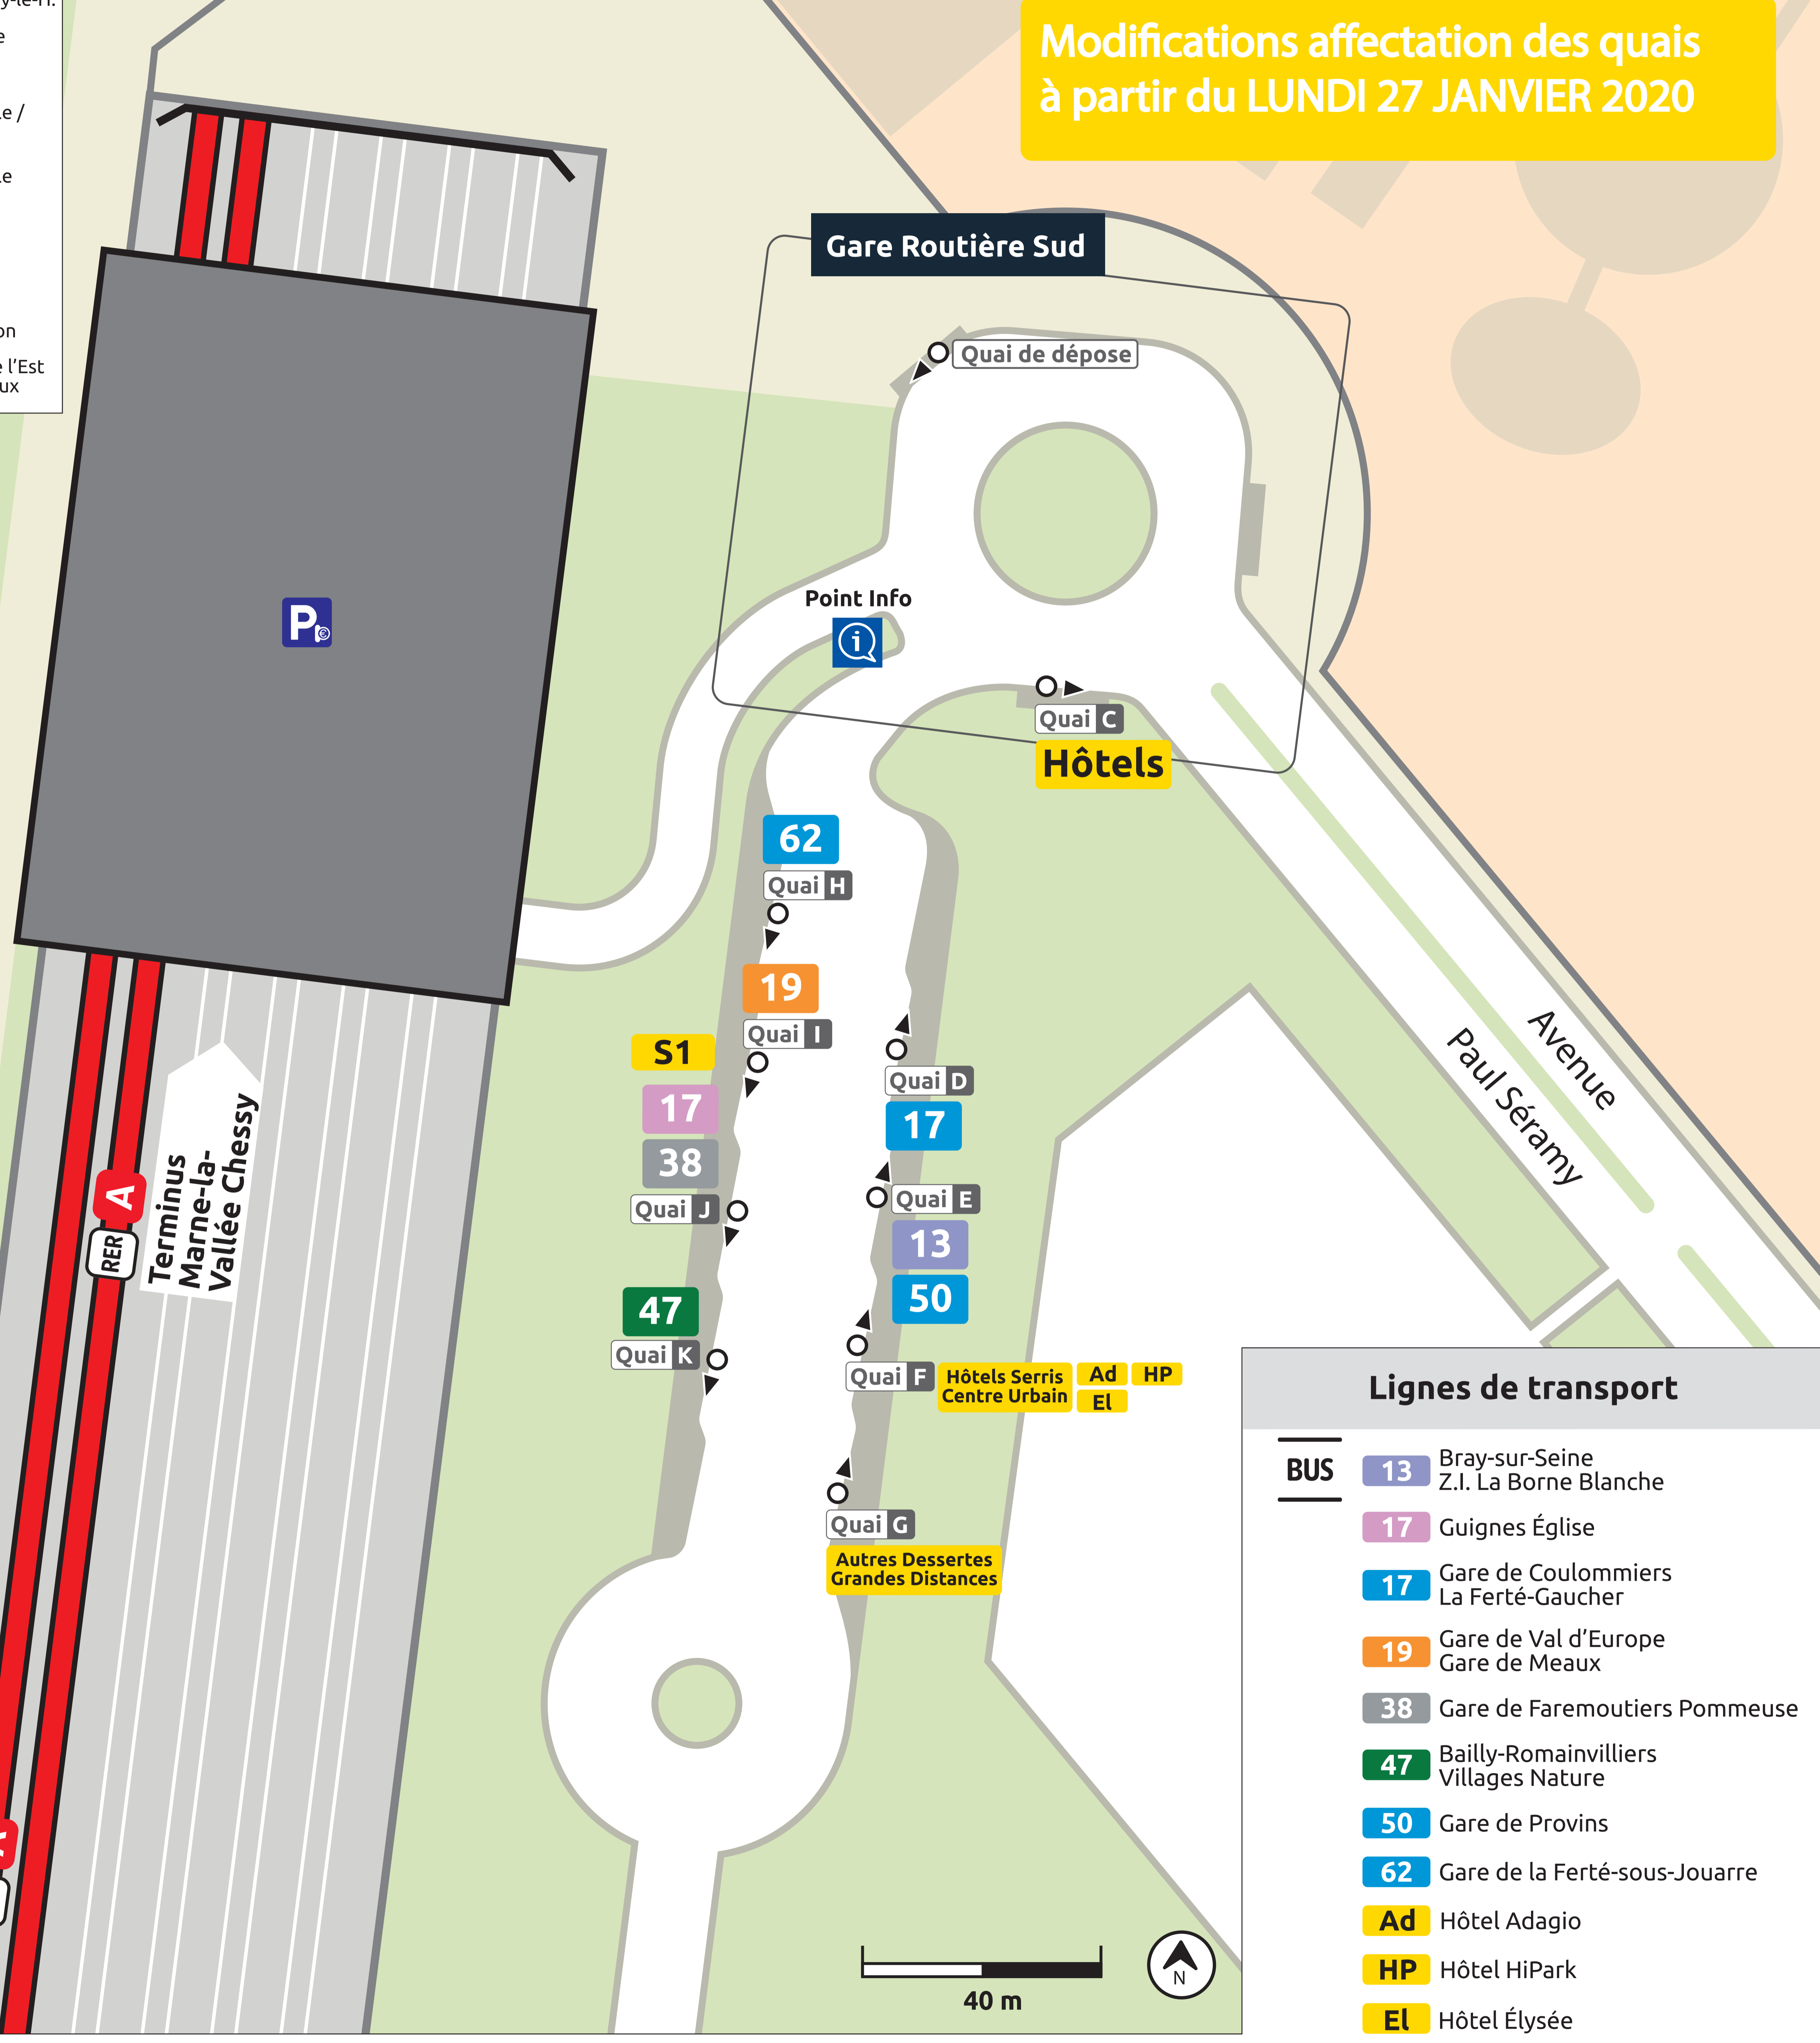 Modifications affectation des quais
à partir du LUNDI 27 JANVIER 2020
Gare Routière Sud
Quai de dépose
Point Info
P
i
Quai C
Hôtels
62
Quai H
19
Quai I
S1
17
38
Quai J
47
Quai K
Quai D
17
Quai E
13
50
Quai F
Hôtels Serris
Centre Urbain
Ad
HP
El
Quai G
Autres Dessertes
Grandes Distances
Avenue
Paul Séramy
A
RER
Terminus
Marne-la-
Vallée Chessy
A
40 m
N
Lignes de transport
BUS
13 Bray-sur-Seine
Z.I. La Borne Blanche
17 Guignes Église
17 Gare de Coulommiers
La Ferté-Gaucher
19 Gare de Val d'Europe
Gare de Meaux
38 Gare de Faremoutiers Pommeuse
47 Bailly-Romainvilliers
Villages Nature
50 Gare de Provins
62 Gare de la Ferté-sous-Jouarre
Ad Hôtel Adagio
HP Hôtel HiPark
El Hôtel Élysée
l'Est